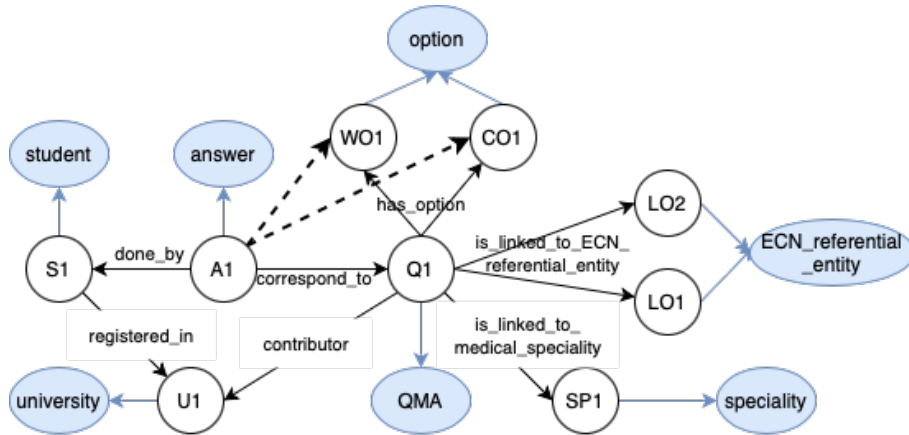 option
WO1
CO1
student
answer
has_option
LO2
is_linked_to_ECN_
referential_entity
ECN_referential
_entity
S1
done_by
A1
correspond_to
Q1
LO1
registered_in
contributor
is_linked_to_
medical_speciality
university
U1
QMA
SP1
speciality